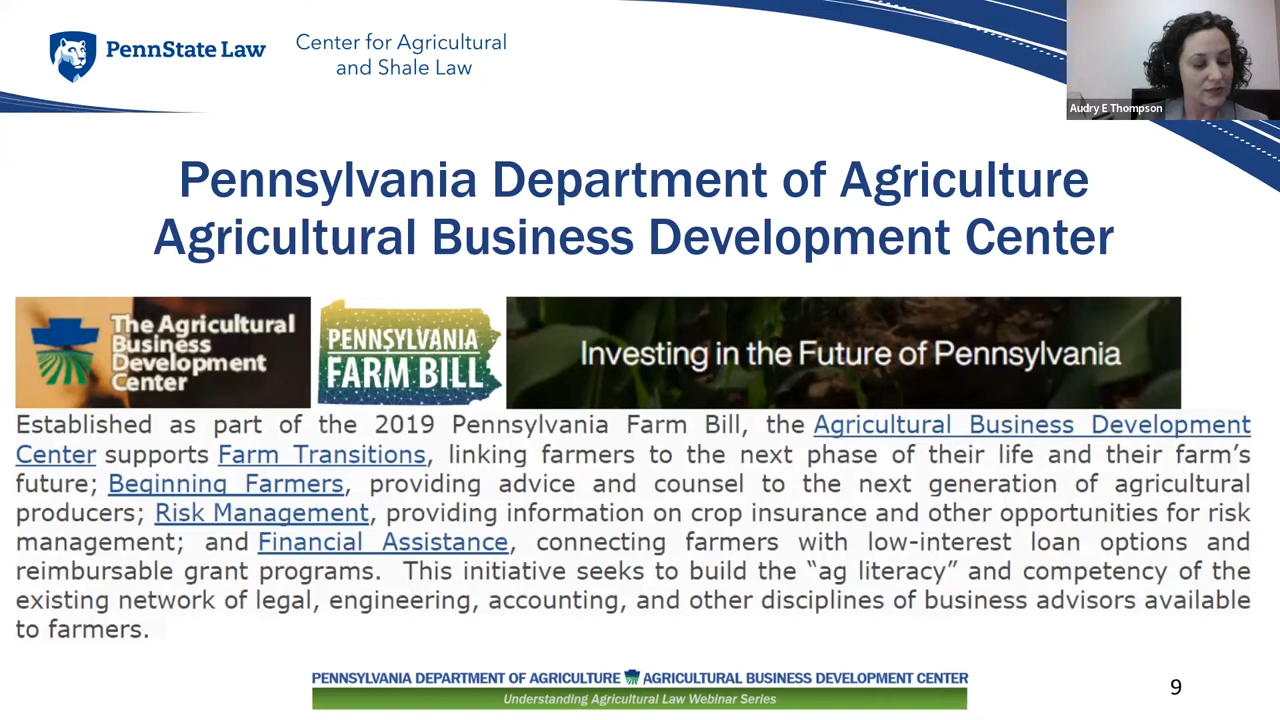 PennState Law
Center for Agricultural
and Shale Law
Audry E Thompson
Pennsylvania Department of Agriculture
Agricultural Business Development Center
The Agricultural
Business
Development
Center
PENNSYLVANIA
FARM BILL
Investing in the Future of Pennsylvania
Established as part of the 2019 Pennsylvania Farm Bill, the Agricultural Business Development
Center supports Farm Transitions, linking farmers to the next phase of their life and their farm's
future; Beginning Farmers, providing advice and counsel to the next generation of agricultural
producers; Risk Management, providing information on crop insurance and other opportunities for risk
management; and Financial Assistance, connecting farmers with low-interest loan options and
reimbursable grant programs. This initiative seeks to build the “ag literacy” and competency of the
existing network of legal, engineering, accounting, and other disciplines of business advisors available
to farmers.
PENNSYLVANIA DEPARTMENT OF AGRICULTURE AGRICULTURAL BUSINESS DEVELOPMENT CENTER
Understanding Agricultural Law Webinar Series
9